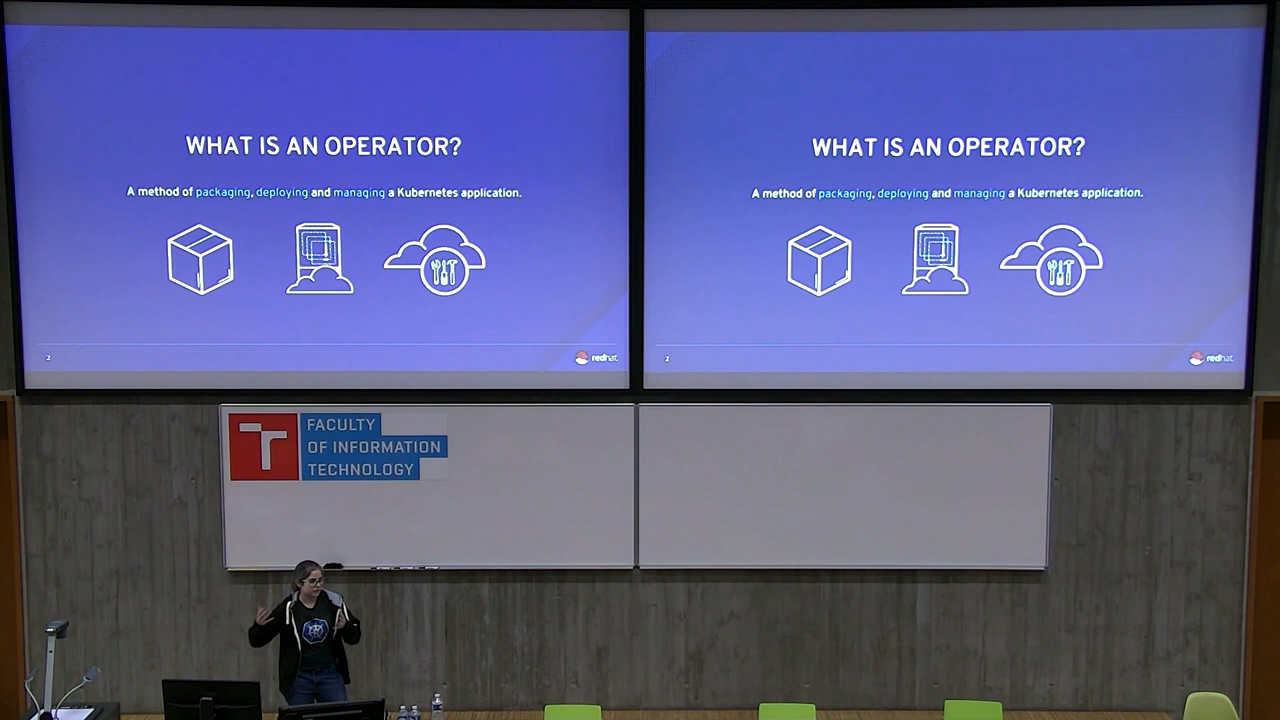 WHAT IS AN OPERATOR?
A method of packaging, deploying and managing a Kubernetes application.
2
redhat.
WHAT IS AN OPERATOR?
A method of packaging, deploying and managing a Kubernetes application.
2
redhat.
FACULTY
OF INFORMATION
TECHNOLOGY